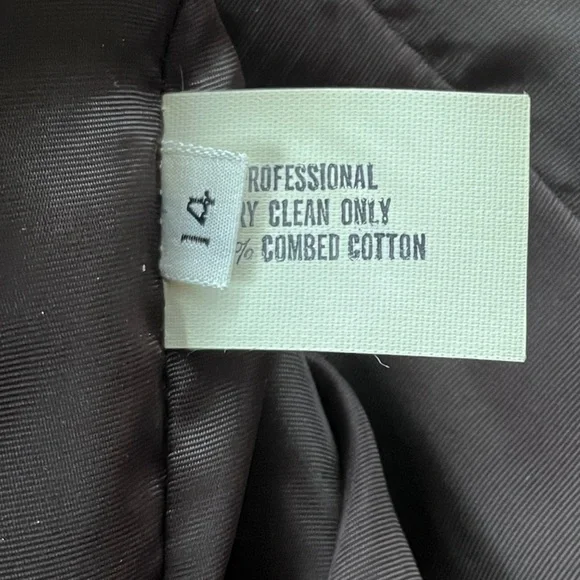 14
ROFESSIONAL
RY CLEAN ONLY
% COMBED COTTON